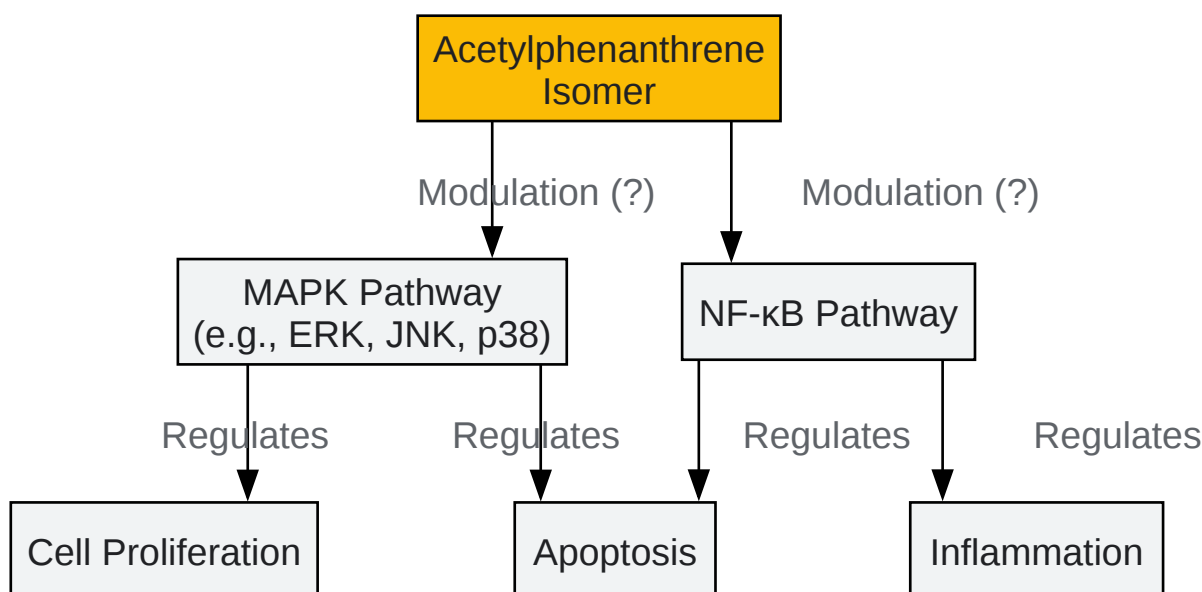 Acetylphenanthrene
Isomer
Modulation (?)
Modulation (?)
MAPK Pathway
(e.g., ERK, JNK, p38)
NF-κB Pathway
Regulates
Regulates
Regulates
Regulates
Cell Proliferation
Apoptosis
Inflammation